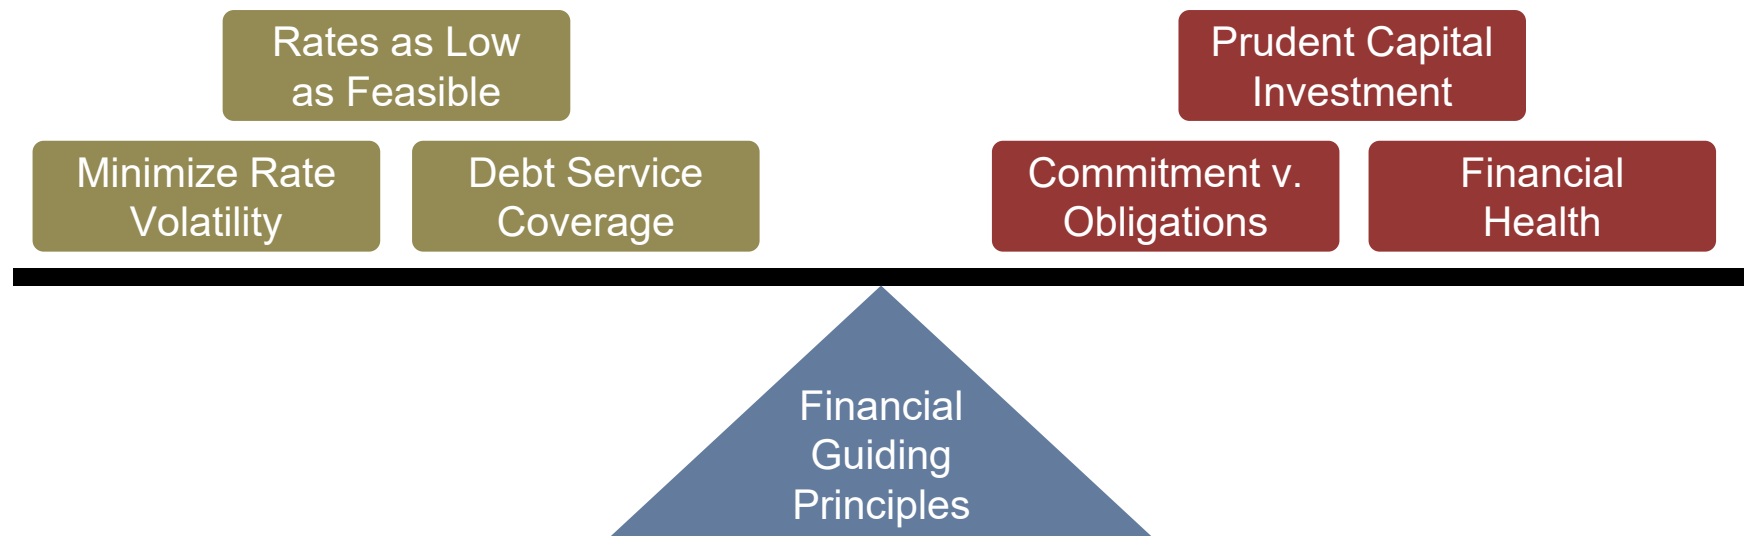 Rates as Low
as Feasible
Minimize Rate
Volatility
Debt Service
Coverage
Prudent Capital
Investment
Commitment v.
Obligations
Financial
Health
Financial
Guiding
Principles